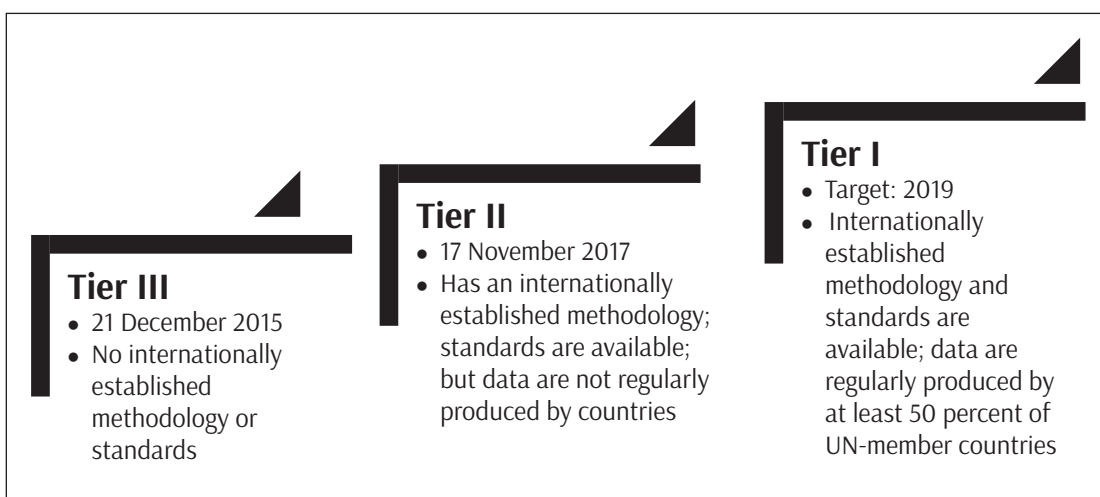 Tier III
• 21 December 2015
• No internationally
established
methodology or
standards
Tier II
• 17 November 2017
• Has an internationally
established methodology;
standards are available;
but data are not regularly
produced by countries
Tier I
• Target: 2019
• Internationally
established
methodology and
standards are
available; data are
regularly produced by
at least 50 percent of
UN-member countries